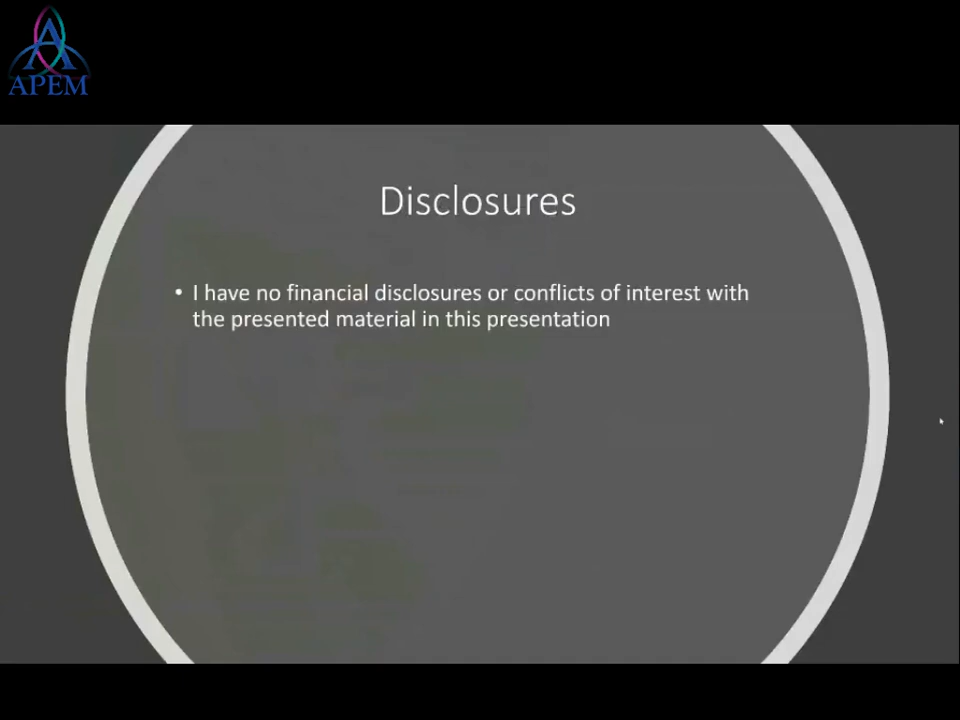 APEM
Disclosures
• I have no financial disclosures or conflicts of interest with
the presented material in this presentation